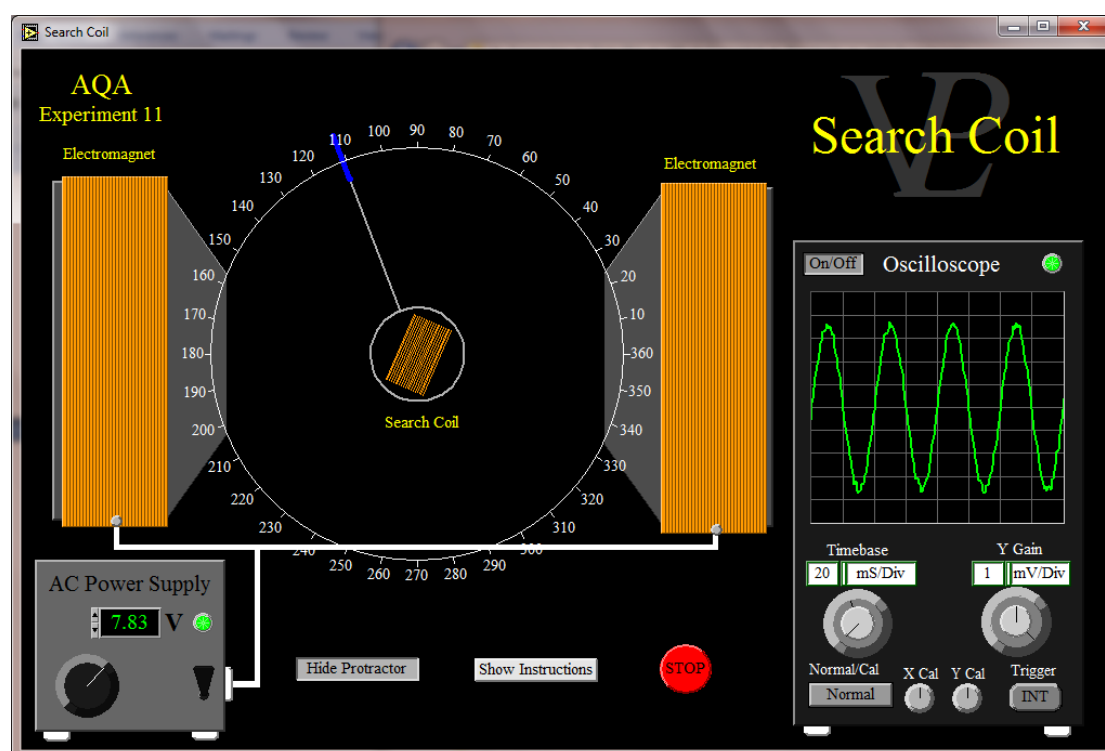 Search Coil
AQA
Experiment 11
Electromagnet
Electromagnet
Search Coil
VPL
110 100 90 80 70
120 60
130 50
140 40
150 30
160 20
170 10
180 360
190 350
200 340
210 330
220 320
230 310
240 300
250 260 270 280 290
Search Coil
On/Off
Oscilloscope
Timebase
Y Gain
20 mS/Div
1 mV/Div
Normal/Cal
X Cal
Y Cal
Trigger
Normal
INT
AC Power Supply
7.83 V
Hide Protractor
Show Instructions
STOP